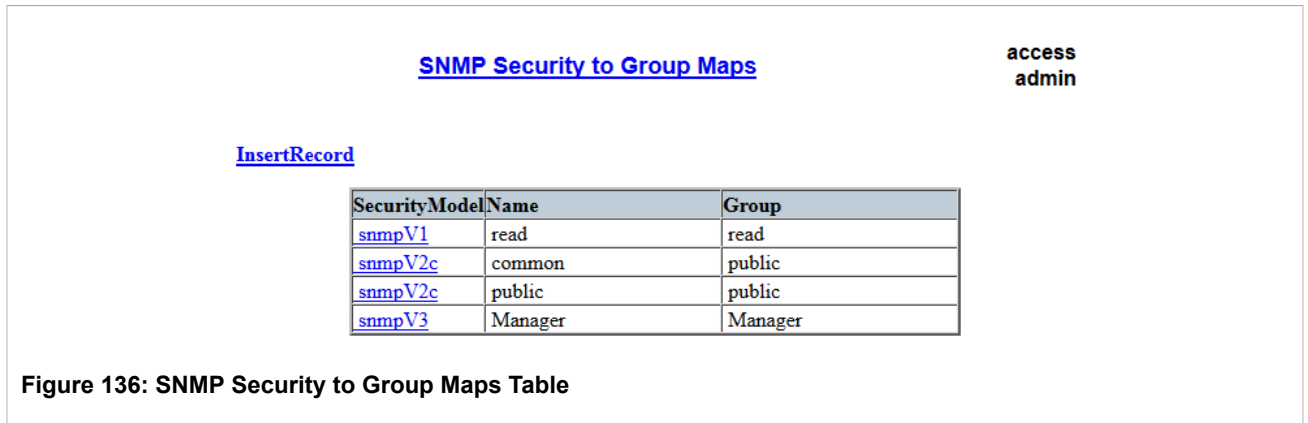 SNMP Security to Group Maps
access
admin
InsertRecord
SecurityModel Name Group
snmpV1 read read
snmpV2c common public
snmpV2c public public
snmpV3 Manager Manager
Figure 136: SNMP Security to Group Maps Table